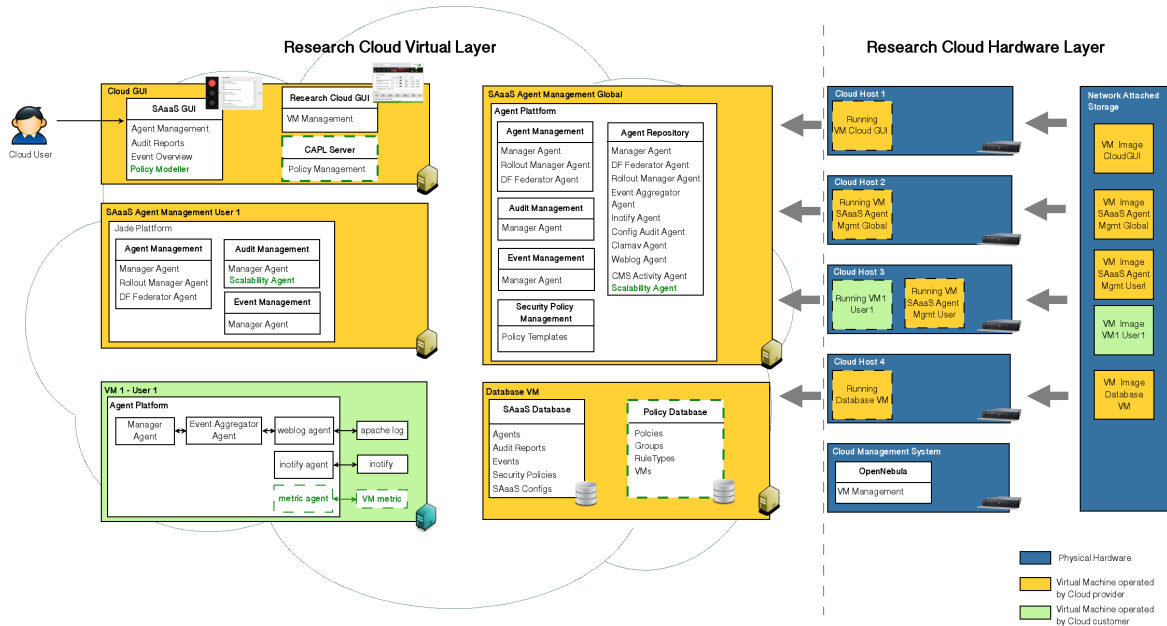 Research Cloud Virtual Layer
Research Cloud Hardware Layer
Cloud User
Cloud GUI
SAaaS GUI
Agent Management
Audit Reports
Event Overview
Policy Modeller
Research Cloud GUI
VM Management
CAPL Server
Policy Management
SAaaS Agent Management User 1
Jade Plattform
Agent Management
Manager Agent
Rollout Manager Agent
DF Federator Agent
Audit Management
Manager Agent
Scalability Agent
Event Management
Manager Agent
VM 1 - User 1
Agent Platform
Manager
Agent
Event Aggregator
Agent
weblog agent
apache log
inotify agent
inotify
metric agent
VM metric
SAaaS Agent Management Global
Agent Plattform
Agent Management
Manager Agent
Rollout Manager Agent
DF Federator Agent
Audit Management
Manager Agent
Event Management
Manager Agent
Security Policy
Management
Policy Templates
Agent Repository
Manager Agent
DF Federator Agent
Rollout Manager Agent
Event Aggregator
Agent
Inotify Agent
Config Audit Agent
Clamav Agent
Weblog Agent
CMS Activity Agent
Scalability Agent
Database VM
SAaaS Database
Agents
Audit Reports
Events
Security Policies
SAaaS Configs
Policy Database
Polcies
Groups
RuleTypes
VMs
Cloud Host 1
Running
VM Cloud GUI
Cloud Host 2
Running VM
SAaaS Agent
Mgmt Global
Cloud Host 3
Running VM1
User1
Running VM
SAaaS Agent
Mgmt User
Cloud Host 4
Running
Database VM
Cloud Management System
OpenNebula
VM Management
Network Attached
Storage
VM Image
CloudGUI
VM Image
SAaaS Agent
Mgmt Global
VM Image
SAaaS Agent
Mgmt UserI
VM Image
VM1 User1
VM Image
Database
VM
Physical Hardware
Virtual Machine operated
by Cloud provider
Virtual Machine operated
by Cloud customer